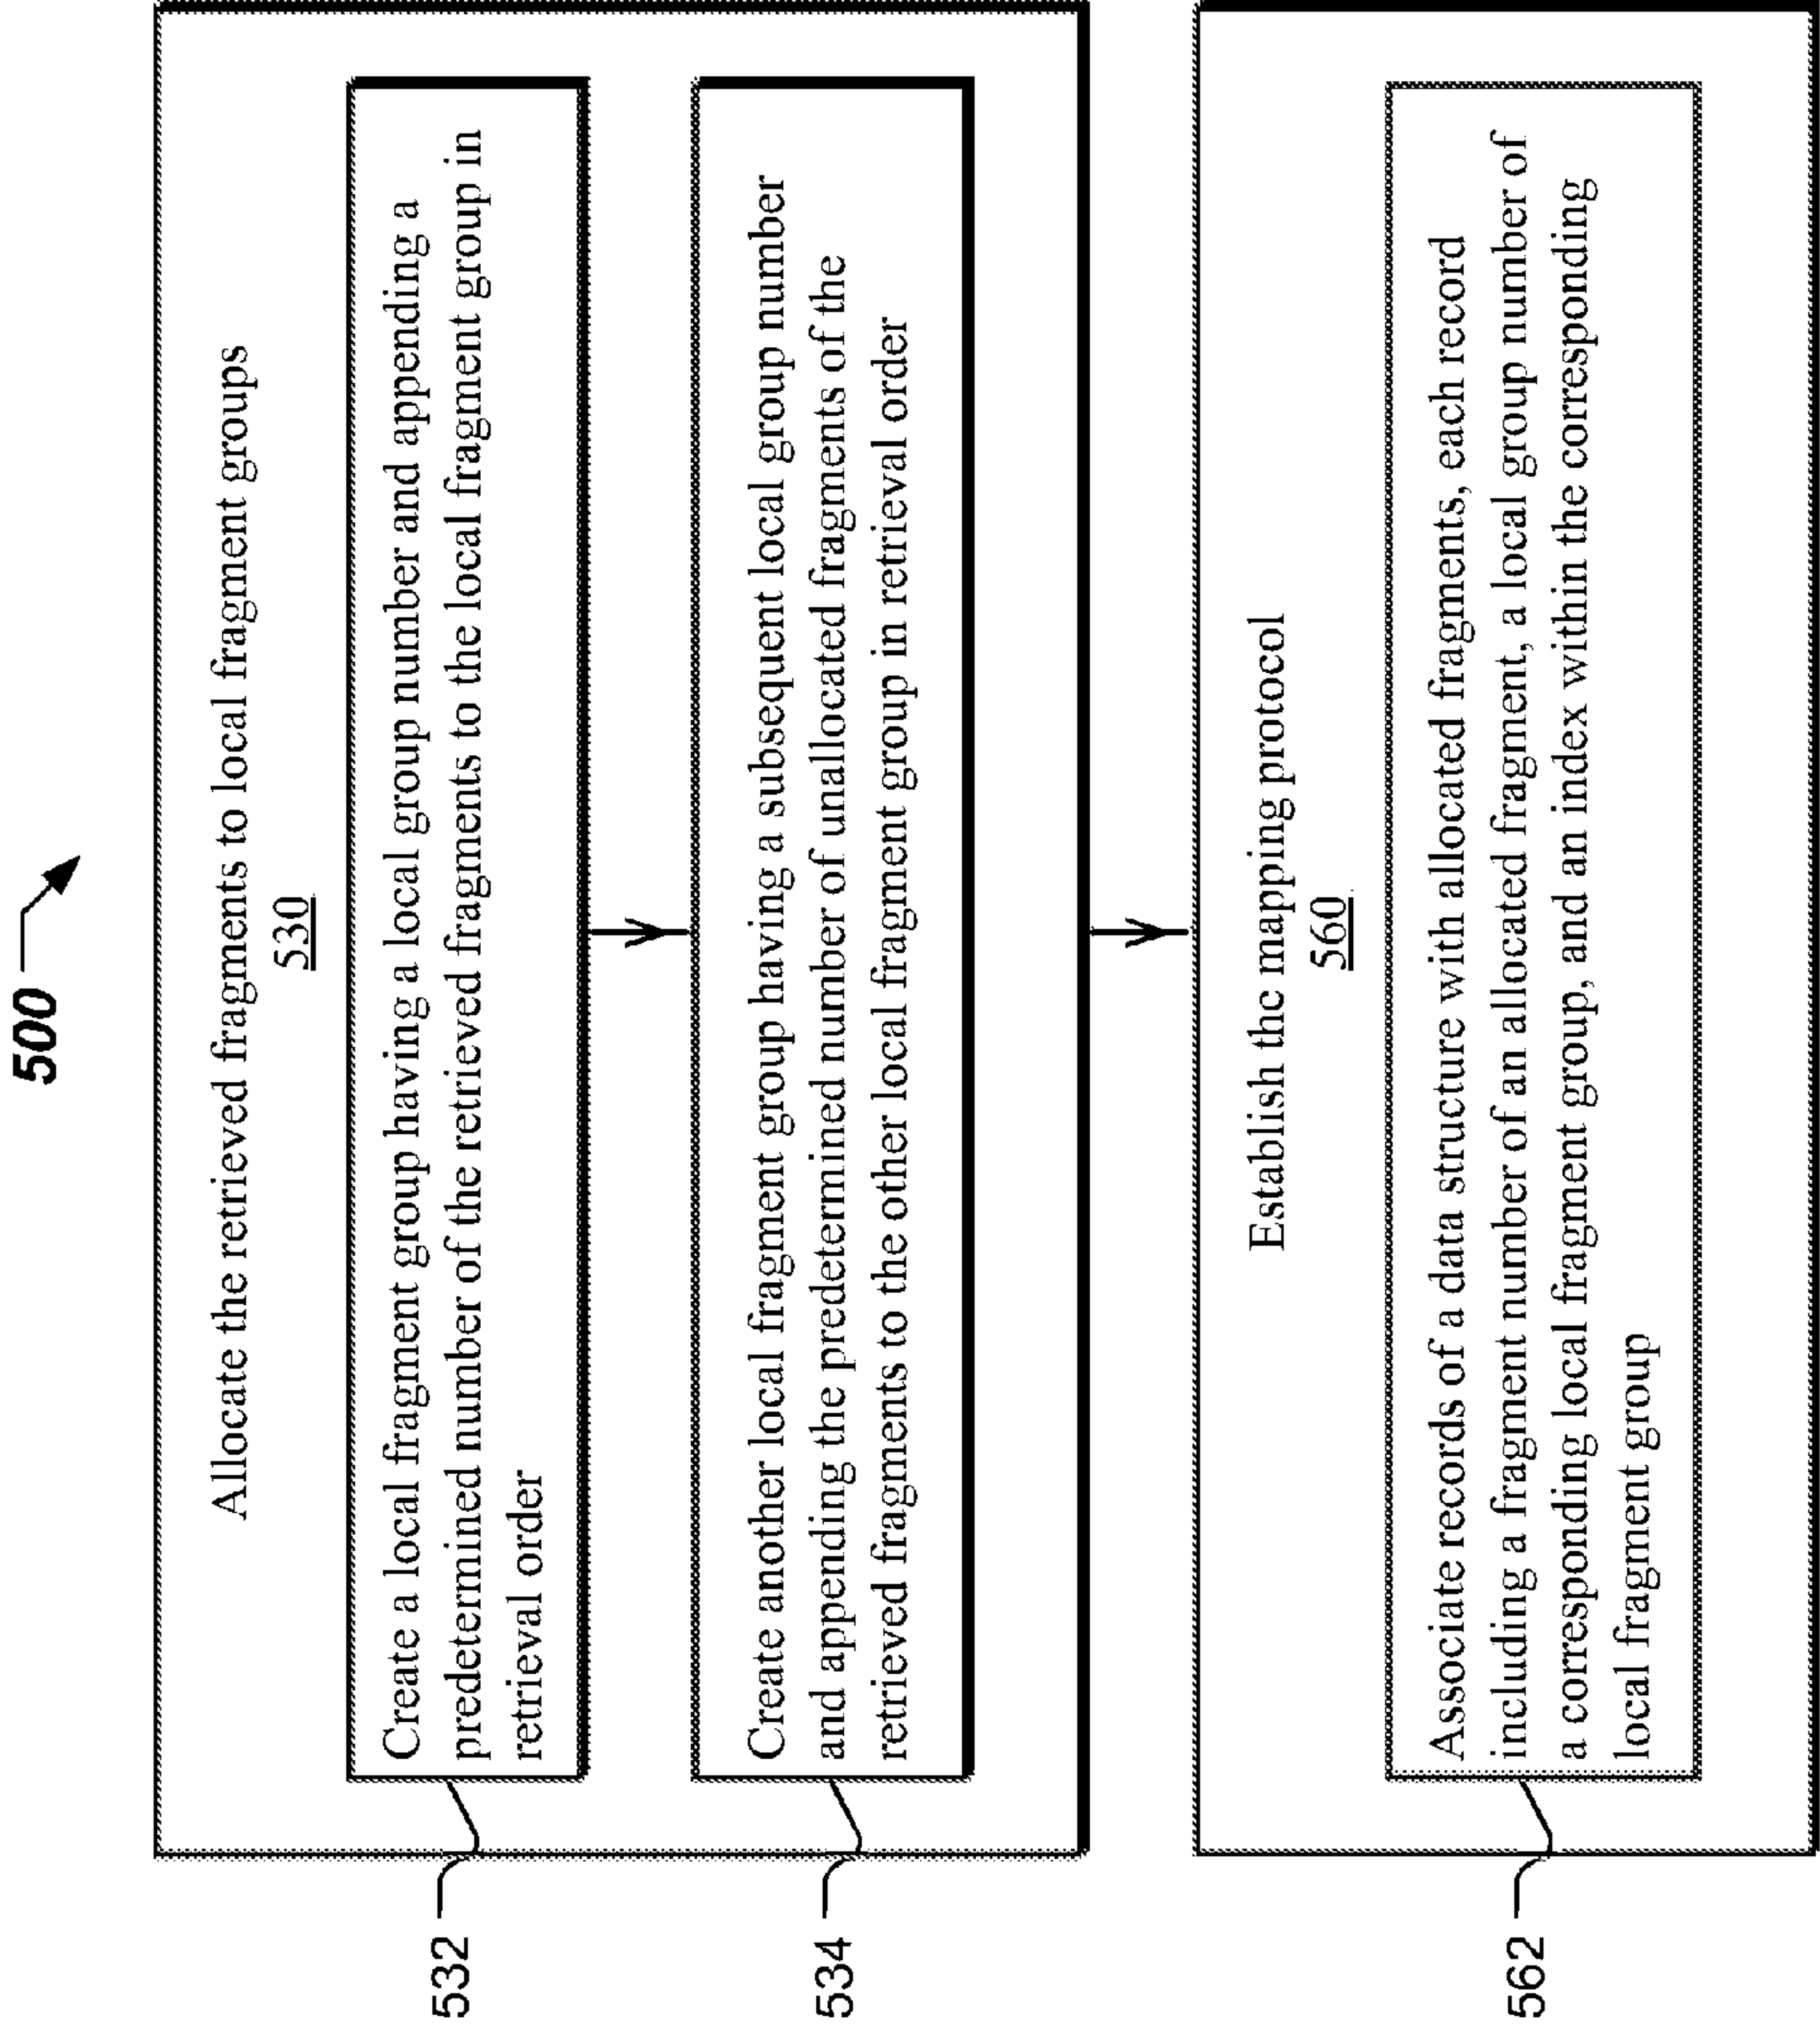 500
Allocate the retrieved fragments to local fragment groups
530
532
Create a local fragment group having a local group number and appending a
predetermined number of the retrieved fragments to the local fragment group in
retrieval order
534
Create another local fragment group having a subsequent local group number
and appending the predetermined number of unallocated fragments of the
retrieved fragments to the other local fragment group in retrieval order
Establish the mapping protocol
560
562
Associate records of a data structure with allocated fragments, each record
including a fragment number of an allocated fragment, a local group number of
a corresponding local fragment group, and an index within the corresponding
local fragment group